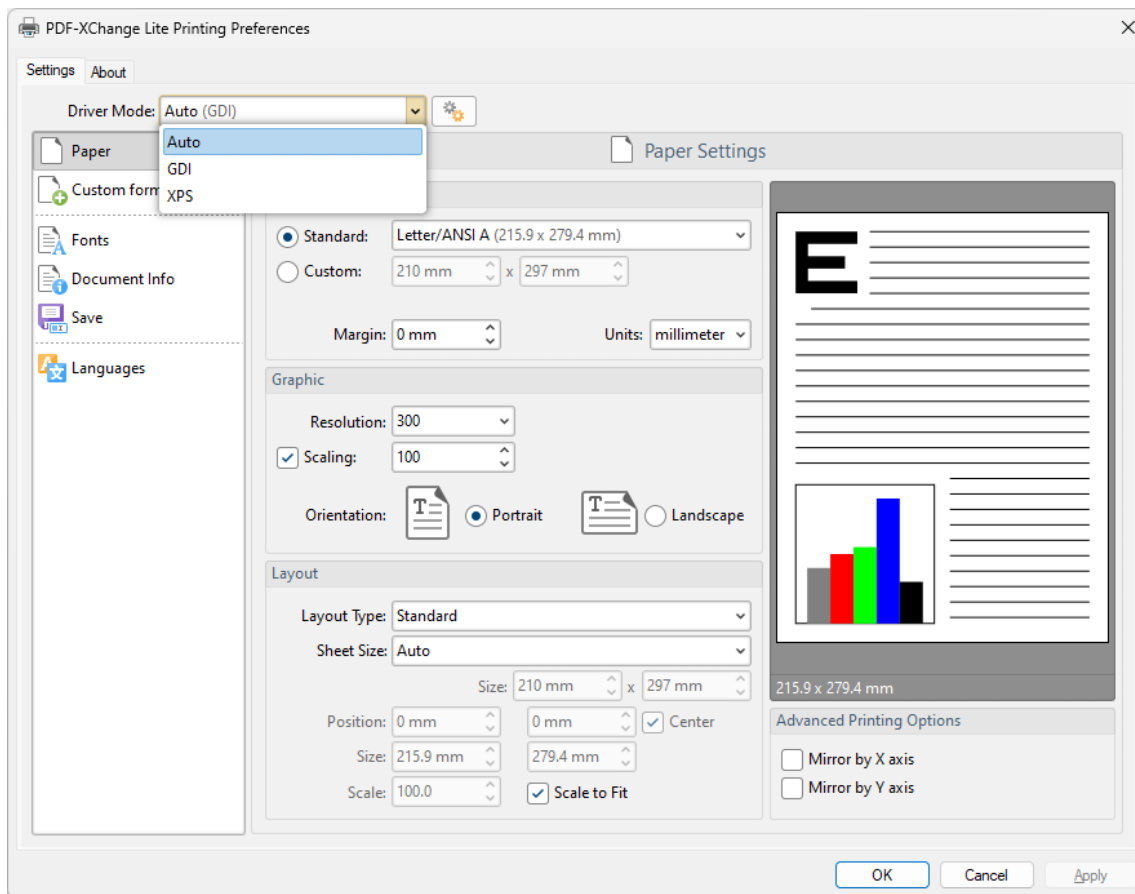 PDF-XChange Lite Printing Preferences
Settings About
Driver Mode: Auto (GDI)
Auto
GDI
XPS
Paper
Custom form
Fonts
Document Info
Save
Languages
Paper Settings
Standard: Letter/ANSI A (215.9 x 279.4 mm)
Custom: 210 mm x 297 mm
Margin: 0 mm Units: millimeter
Graphic
Resolution: 300
Scaling: 100
Orientation: T Portrait T Landscape
Layout
Layout Type: Standard
Sheet Size: Auto
Size: 210 mm x 297 mm
Position: 0 mm 0 mm Center
Size: 215.9 mm 279.4 mm
Scale: 100.0 Scale to Fit
E
215.9 x 279.4 mm
Advanced Printing Options
Mirror by X axis
Mirror by Y axis
OK Cancel Apply